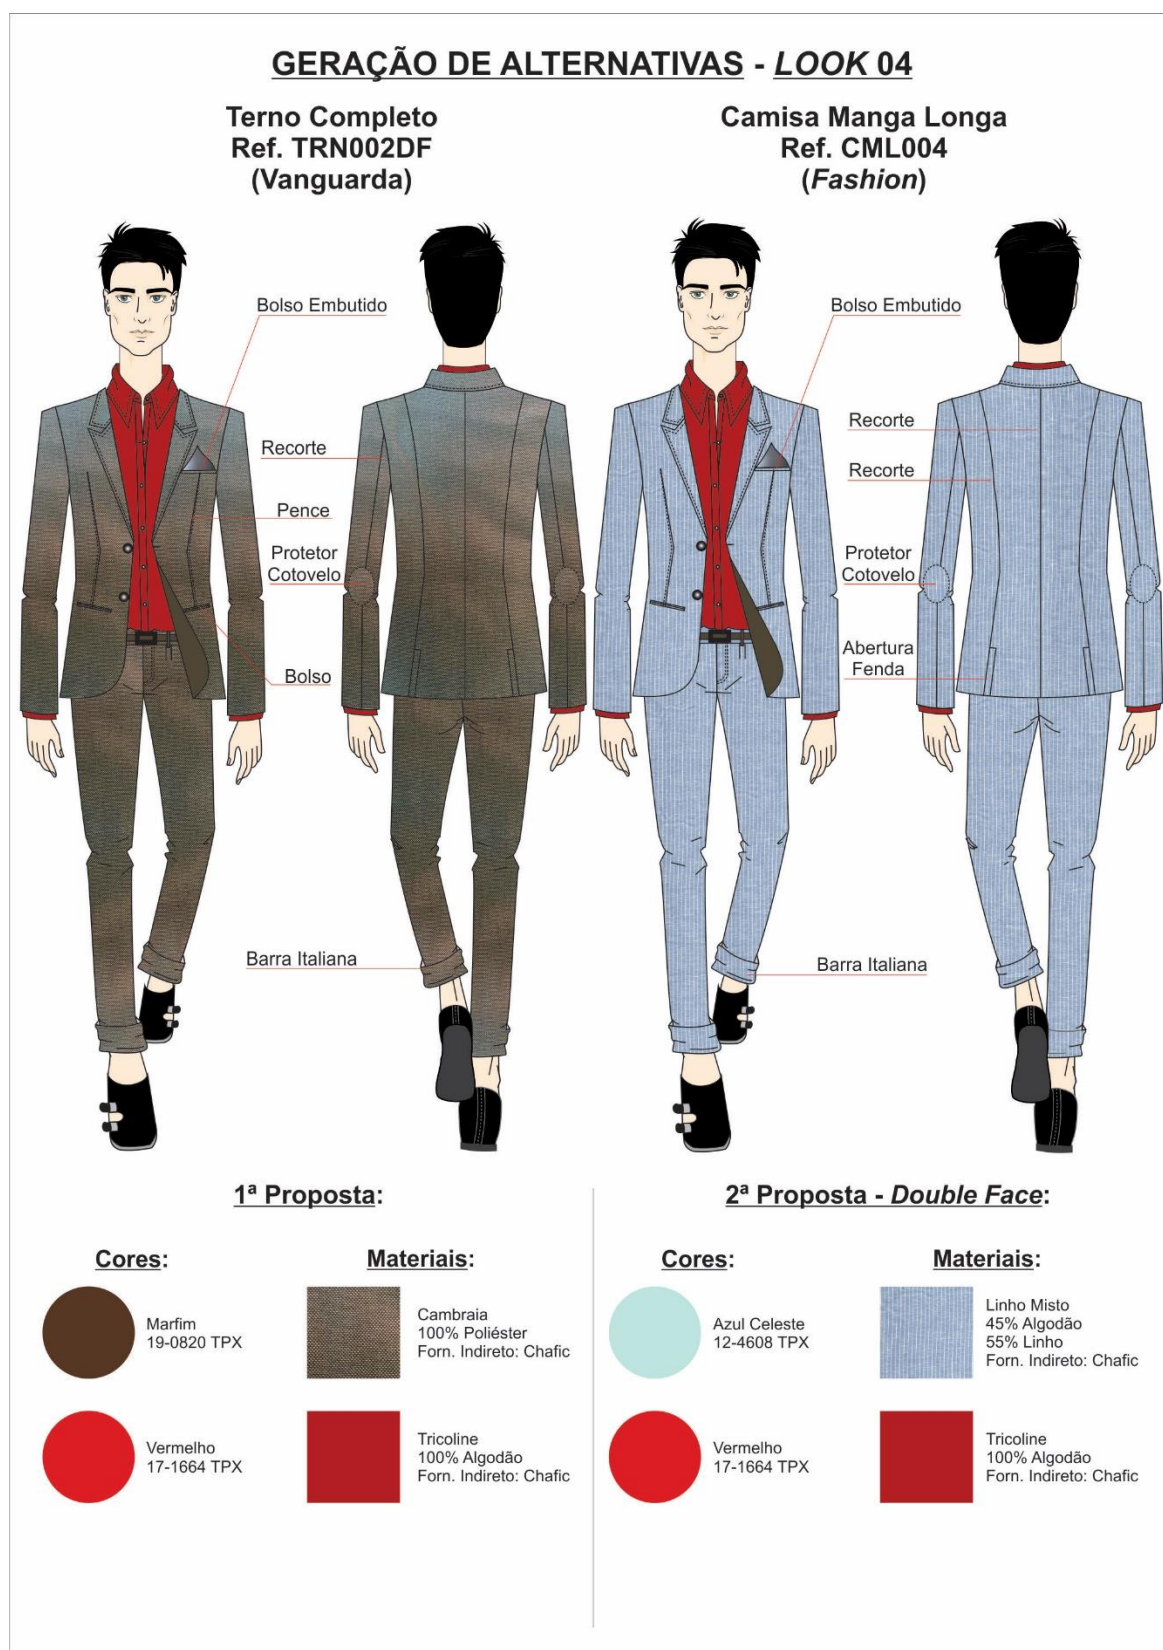 GERAÇÃO DE ALTERNATIVAS - LOOK 04
Terno Completo
Ref. TRN002DF
(Vanguarda)
Camisa Manga Longa
Ref. CML004
(Fashion)
Bolso Embutido
Recorte
Pence
Protetor
Cotovelo
Bolso
Barra Italiana
Bolso Embutido
Recorte
Recorte
Protetor
Cotovelo
Abertura
Fenda
Barra Italiana
1ª Proposta:
Cores:
Marfim
19-0820 TPX
Vermelho
17-1664 TPX
Materiais:
Cambraia
100% Poliéster
Forn. Indireto: Chafic
Tricoline
100% Algodão
Forn. Indireto: Chafic
2ª Proposta - Double Face:
Cores:
Azul Celeste
12-4608 TPX
Vermelho
17-1664 TPX
Materiais:
Linho Misto
45% Algodão
55% Linho
Forn. Indireto: Chafic
Tricoline
100% Algodão
Forn. Indireto: Chafic